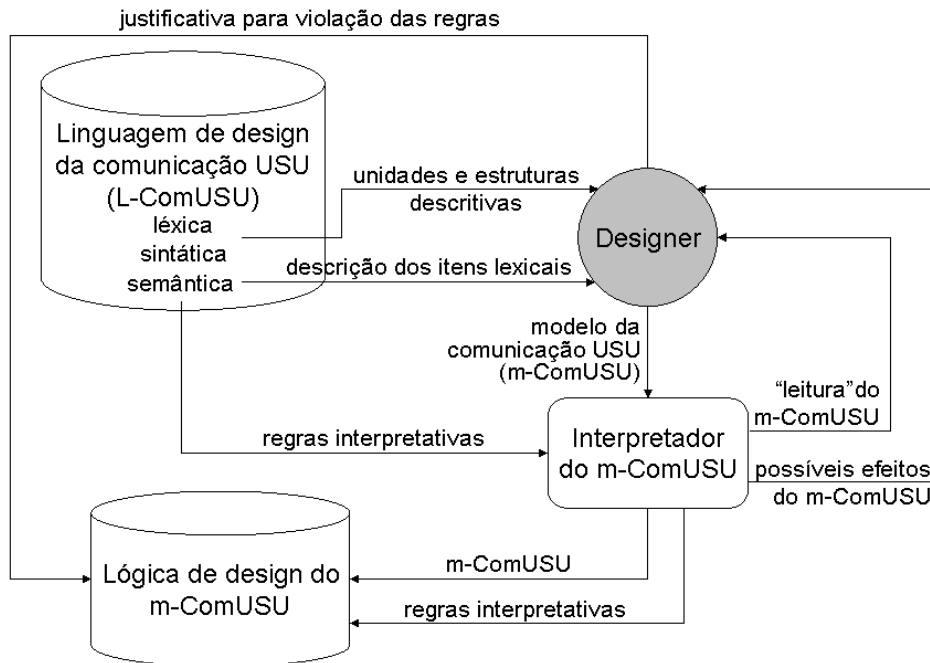 justificativa para violação das regras
Linguagem de design
da comunicação USU
(L-ComUSU)
léxica
sintática
semântica
unidades e estruturas
descritivas
descrição dos itens lexicais
Designer
modelo da
comunicação USU
(m-ComUSU)
“leitura”do
m-ComUSU
regras interpretativas
Interpretador
do m-ComUSU
possíveis efeitos
do m-ComUSU
Lógica de design do
m-ComUSU
m-ComUSU
regras interpretativas